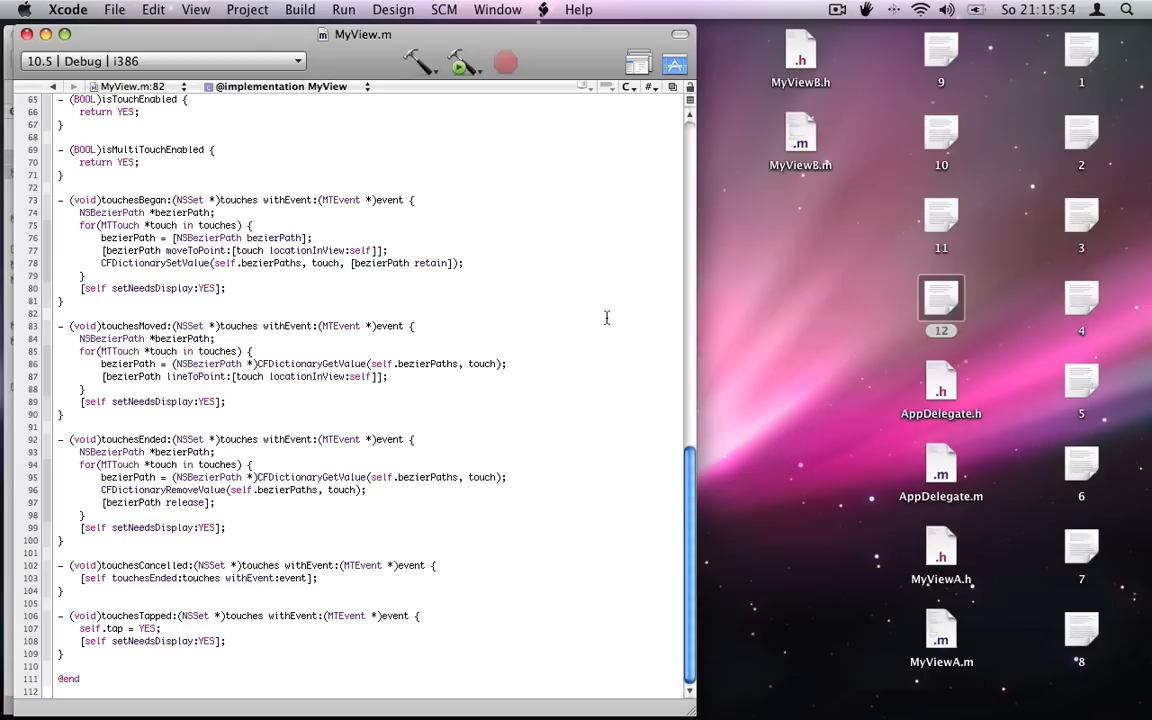 Xcode File Edit View Project Build Run Design SCM Window Help So 21:15:54
MyView.m
10.5 | Debug | i386
MyView.m:82 @implementation MyView C #
65 - (BOOL)isTouchEnabled {
66 return YES;
67 }
68
69 - (BOOL)isMultiTouchEnabled {
70 return YES;
71 }
72
73 - (void)touchesBegan:(NSSet *)touches withEvent:(MTEvent *)event {
74 NSBezierPath *bezierPath;
75 for(MTTouch *touch in touches) {
76 bezierPath = [NSBezierPath bezierPath];
77 [bezierPath moveToPoint:[touch locationInView:self]];
78 CFDictionarySetValue(self.bezierPaths, touch, [bezierPath retain]);
79 }
80 [self setNeedsDisplay:YES];
81 }
82
83 - (void)touchesMoved:(NSSet *)touches withEvent:(MTEvent *)event {
84 NSBezierPath *bezierPath;
85 for(MTTouch *touch in touches) {
86 bezierPath = (NSBezierPath *)CFDictionaryGetValue(self.bezierPaths, touch);
87 [bezierPath lineToPoint:[touch locationInView:self]];
88 }
89 [self setNeedsDisplay:YES];
90 }
91
92 - (void)touchesEnded:(NSSet *)touches withEvent:(MTEvent *)event {
93 NSBezierPath *bezierPath;
94 for(MTTouch *touch in touches) {
95 bezierPath = (NSBezierPath *)CFDictionaryGetValue(self.bezierPaths, touch);
96 CFDictionaryRemoveValue(self.bezierPaths, touch);
97 [bezierPath release];
98 }
99 [self setNeedsDisplay:YES];
100 }
101
102 - (void)touchesCancelled:(NSSet *)touches withEvent:(MTEvent *)event {
103 [self touchesEnded:touches withEvent:event];
104 }
105
106 - (void)touchesTapped:(NSSet *)touches withEvent:(MTEvent *)event {
107 self.tap = YES;
108 [self setNeedsDisplay:YES];
109 }
110
111 @end
112
.h
MyViewB.h
9
1
.m
MyViewB.m
10
2
11
3
12
4
.h
AppDelegate.h
5
.m
AppDelegate.m
6
.h
MyViewA.h
7
.m
MyViewA.m
8